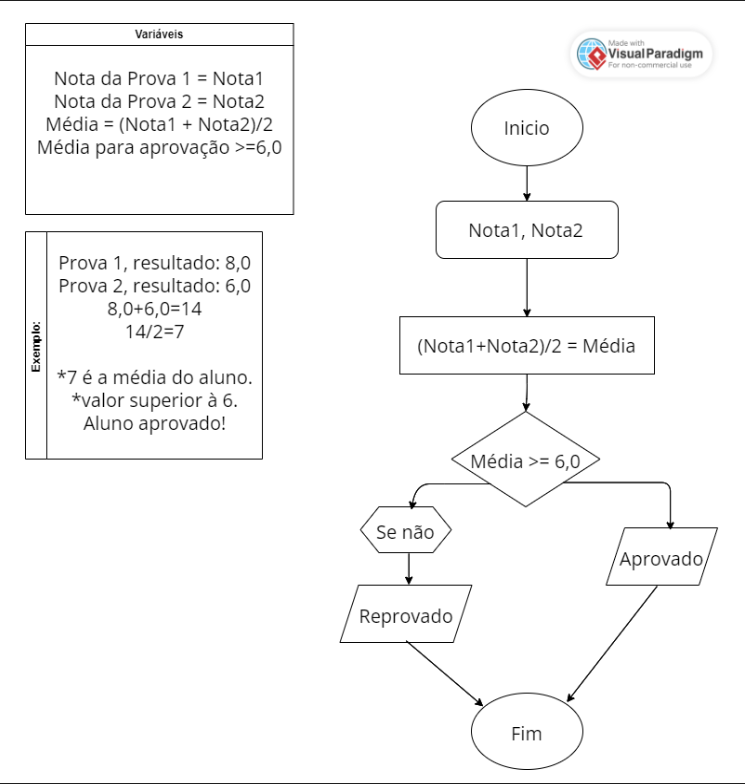 Variáveis
Nota da Prova 1 = Nota1
Nota da Prova 2 = Nota2
Média = (Nota1 + Nota2)/2
Média para aprovação >=6,0
Exemplo:
Prova 1, resultado: 8,0
Prova 2, resultado: 6,0
8,0+6,0=14
14/2=7
*7 é a média do aluno.
*valor superior à 6.
Aluno aprovado!
Made with
Visual Paradigm
For non-commercial use
Inicio
Nota1, Nota2
(Nota1+Nota2)/2 = Média
Média >= 6,0
Se não
Aprovado
Reprovado
Fim